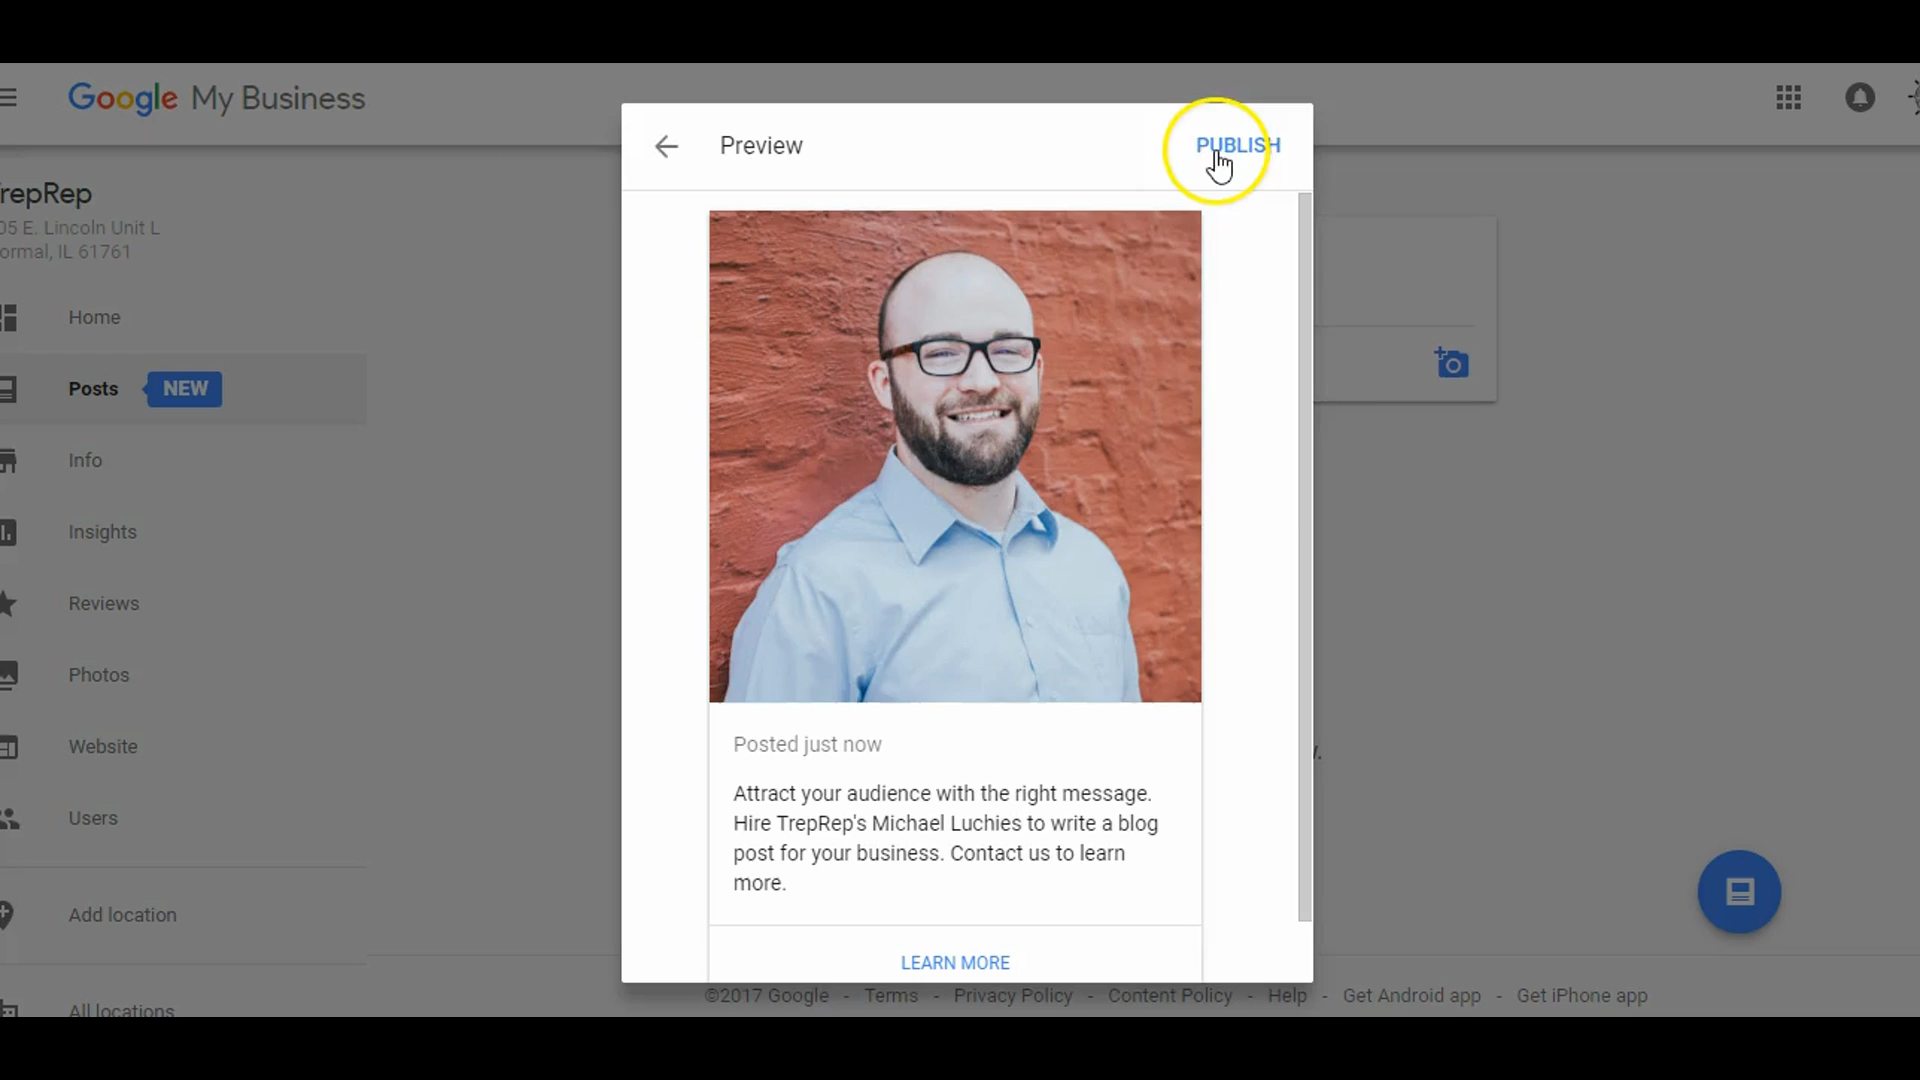 Google My Business
Preview
PUBLISH
repRep
05 E. Lincoln Unit L
ormal, IL 61761
Home
Posts NEW
Info
Insights
Reviews
Photos
Website
Users
Add location
All locations
Posted just now
Attract your audience with the right message.
Hire TrepRep's Michael Luchies to write a blog
post for your business. Contact us to learn
more.
LEARN MORE
©2017 Google - Terms - Privacy Policy - Content Policy - Help - Get Android app - Get iPhone app